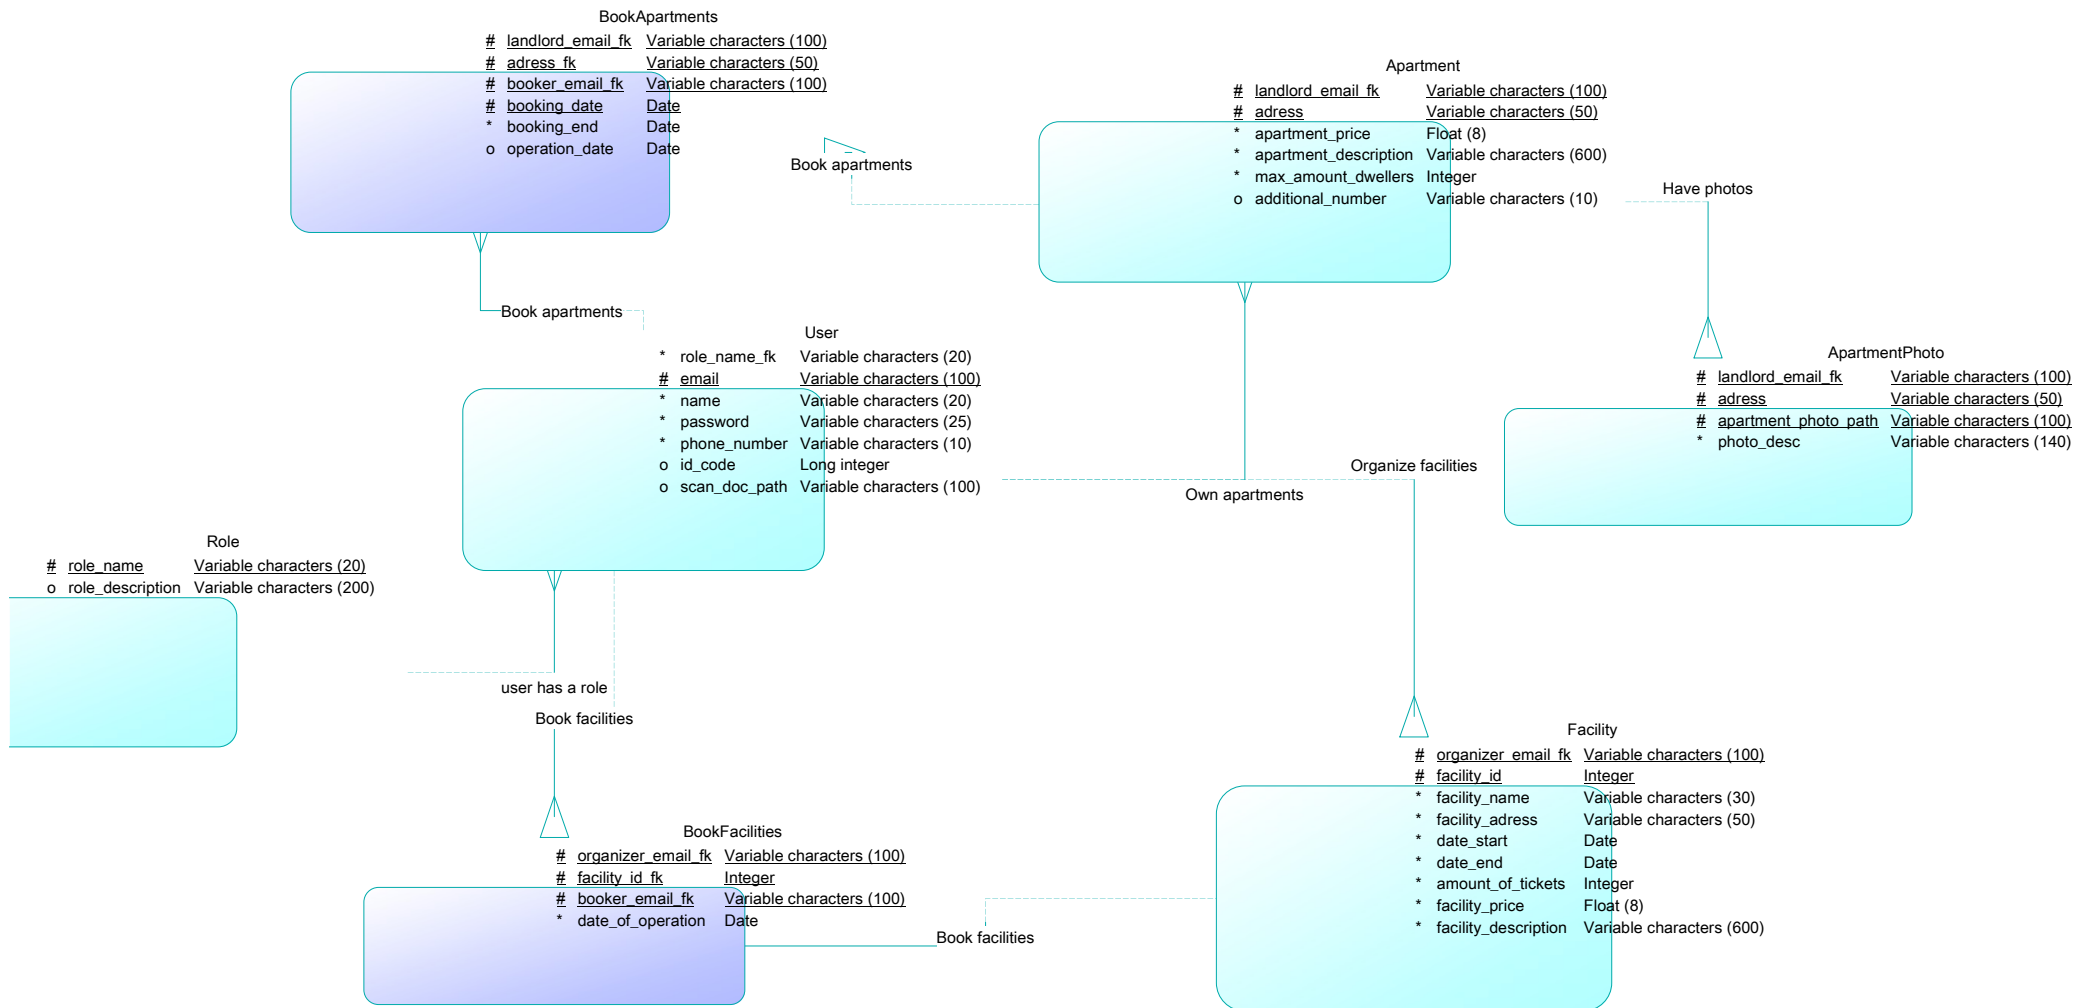 BookApartments
# landlord_email_fk Variable characters (100)
# adress_fk Variable characters (50)
# booker_email_fk Variable characters (100)
# booking_date Date
* booking_end Date
o operation_date Date
Apartment
# landlord_email_fk Variable characters (100)
# adress Variable characters (50)
* apartment_price Float (8)
* apartment_description Variable characters (600)
* max_amount_dwellers Integer
o additional_number Variable characters (10)
Book apartments
Have photos
Book apartments
User
* role_name_fk Variable characters (20)
# email Variable characters (100)
* name Variable characters (20)
* password Variable characters (25)
* phone_number Variable characters (10)
o id_code Long integer
o scan_doc_path Variable characters (100)
ApartmentPhoto
# landlord_email_fk Variable characters (100)
# adress Variable characters (50)
# apartment_photo_path Variable characters (100)
* photo_desc Variable characters (140)
Organize facilities
Own apartments
Role
# role_name Variable characters (20)
o role_description Variable characters (200)
user has a role
Book facilities
Facility
# organizer_email_fk Variable characters (100)
# facility_id Integer
* facility_name Variable characters (30)
* facility_adress Variable characters (50)
* date_start Date
* date_end Date
* amount_of_tickets Integer
* facility_price Float (8)
* facility_description Variable characters (600)
BookFacilities
# organizer_email_fk Variable characters (100)
# facility_id_fk Integer
# booker_email_fk Variable characters (100)
* date_of_operation Date
Book facilities